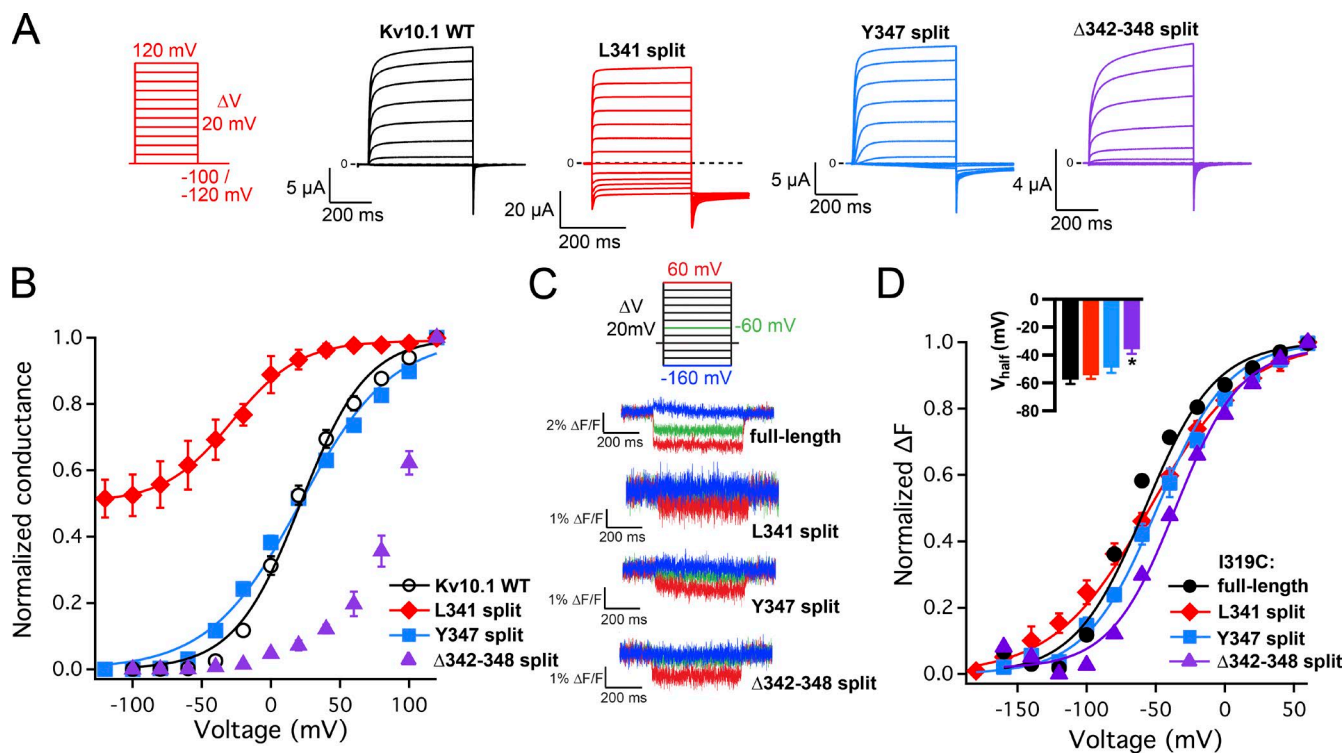 A
120 mV
ΔV
20 mV
-100 /
-120 mV
Kv10.1 WT
0
5 µA
200 ms
L341 split
0
20 µA
200 ms
Y347 split
0
5 µA
200 ms
Δ342-348 split
0
4 µA
200 ms
B
Normalized conductance
1.0
0.8
0.6
0.4
0.2
0.0
-100
-50
0
50
100
Voltage (mV)
Kv10.1 WT
L341 split
Y347 split
Δ342-348 split
C
60 mV
ΔV
20mV
-60 mV
-160 mV
2% ΔF/F
200 ms
full-length
1% ΔF/F
200 ms
L341 split
1% ΔF/F
200 ms
Y347 split
1% ΔF/F
200 ms
Δ342-348 split
D
Normalized ΔF
1.0
0.8
0.6
0.4
0.2
0.0
-150
-100
-50
0
50
Voltage (mV)
Vhalf (mV)
0
-20
-40
-60
-80
*
I319C:
full-length
L341 split
Y347 split
Δ342-348 split